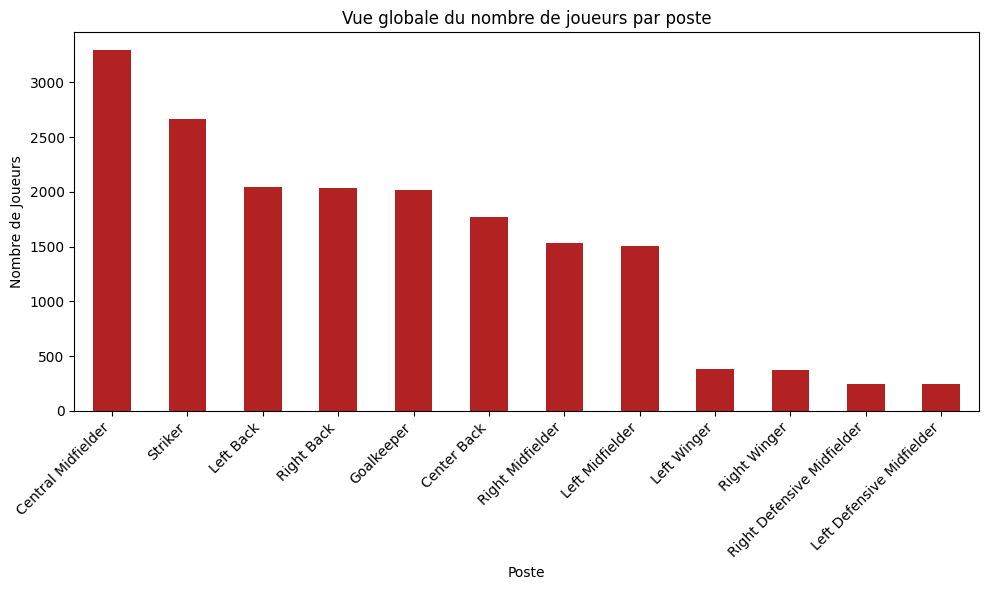 Vue globale du nombre de joueurs par poste
Nombre de Joueurs
3000
2500
2000
1500
1000
500
0
Central Midfielder
Striker
Left Back
Right Back
Goalkeeper
Center Back
Right Midfielder
Left Midfielder
Left Winger
Right Winger
Right Defensive Midfielder
Left Defensive Midfielder
Poste